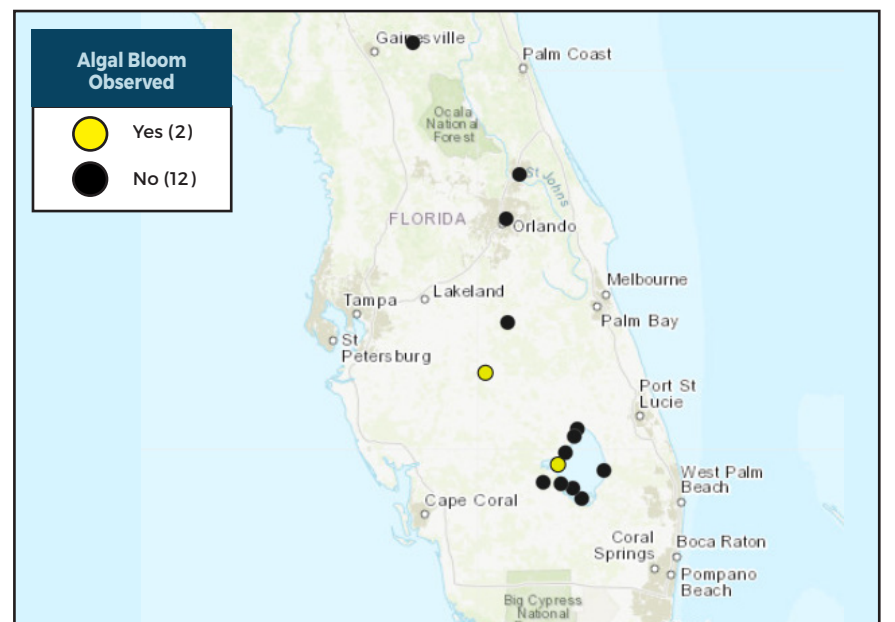 Algal Bloom
Observed
Yes (2)
No (12)
Gainesville
Palm Coast
Ocala
National
Forest
St Johns
FLORIDA
Orlando
Melbourne
Lakeland
Tampa
Palm Bay
St
Petersburg
Port St
Lucie
West Palm
Beach
Cape Coral
Coral
Springs
Boca Raton
Pompano
Beach
Big Cypress
National